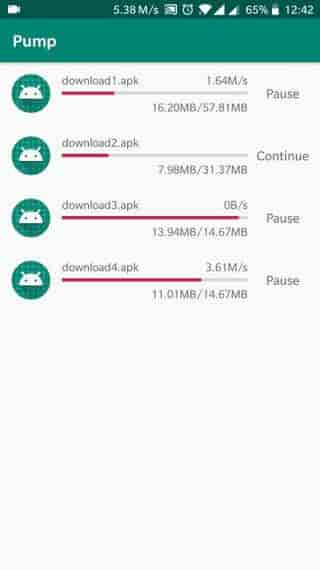 5.38 M/s 65% 12:42
Pump
download1.apk 1.64M/s
Pause
16.20MB/57.81MB
download2.apk
Continue
7.98MB/31.37MB
download3.apk 0B/s
Pause
13.94MB/14.67MB
download4.apk 3.61M/s
Pause
11.01MB/14.67MB